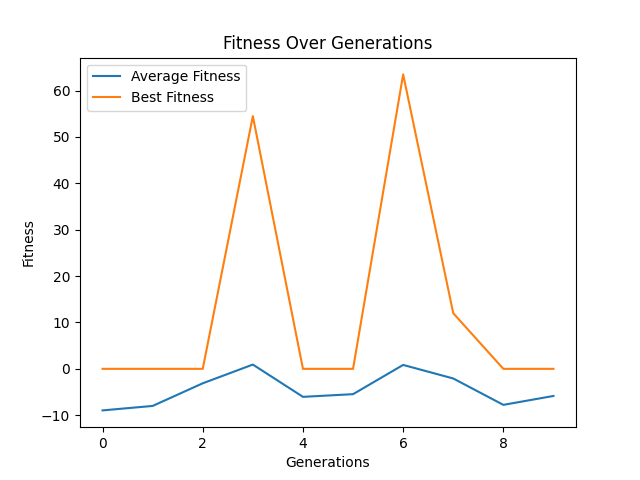 Fitness Over Generations
Average Fitness
Best Fitness
60
50
40
30
20
10
0
−10
Fitness
0 2 4 6 8
Generations